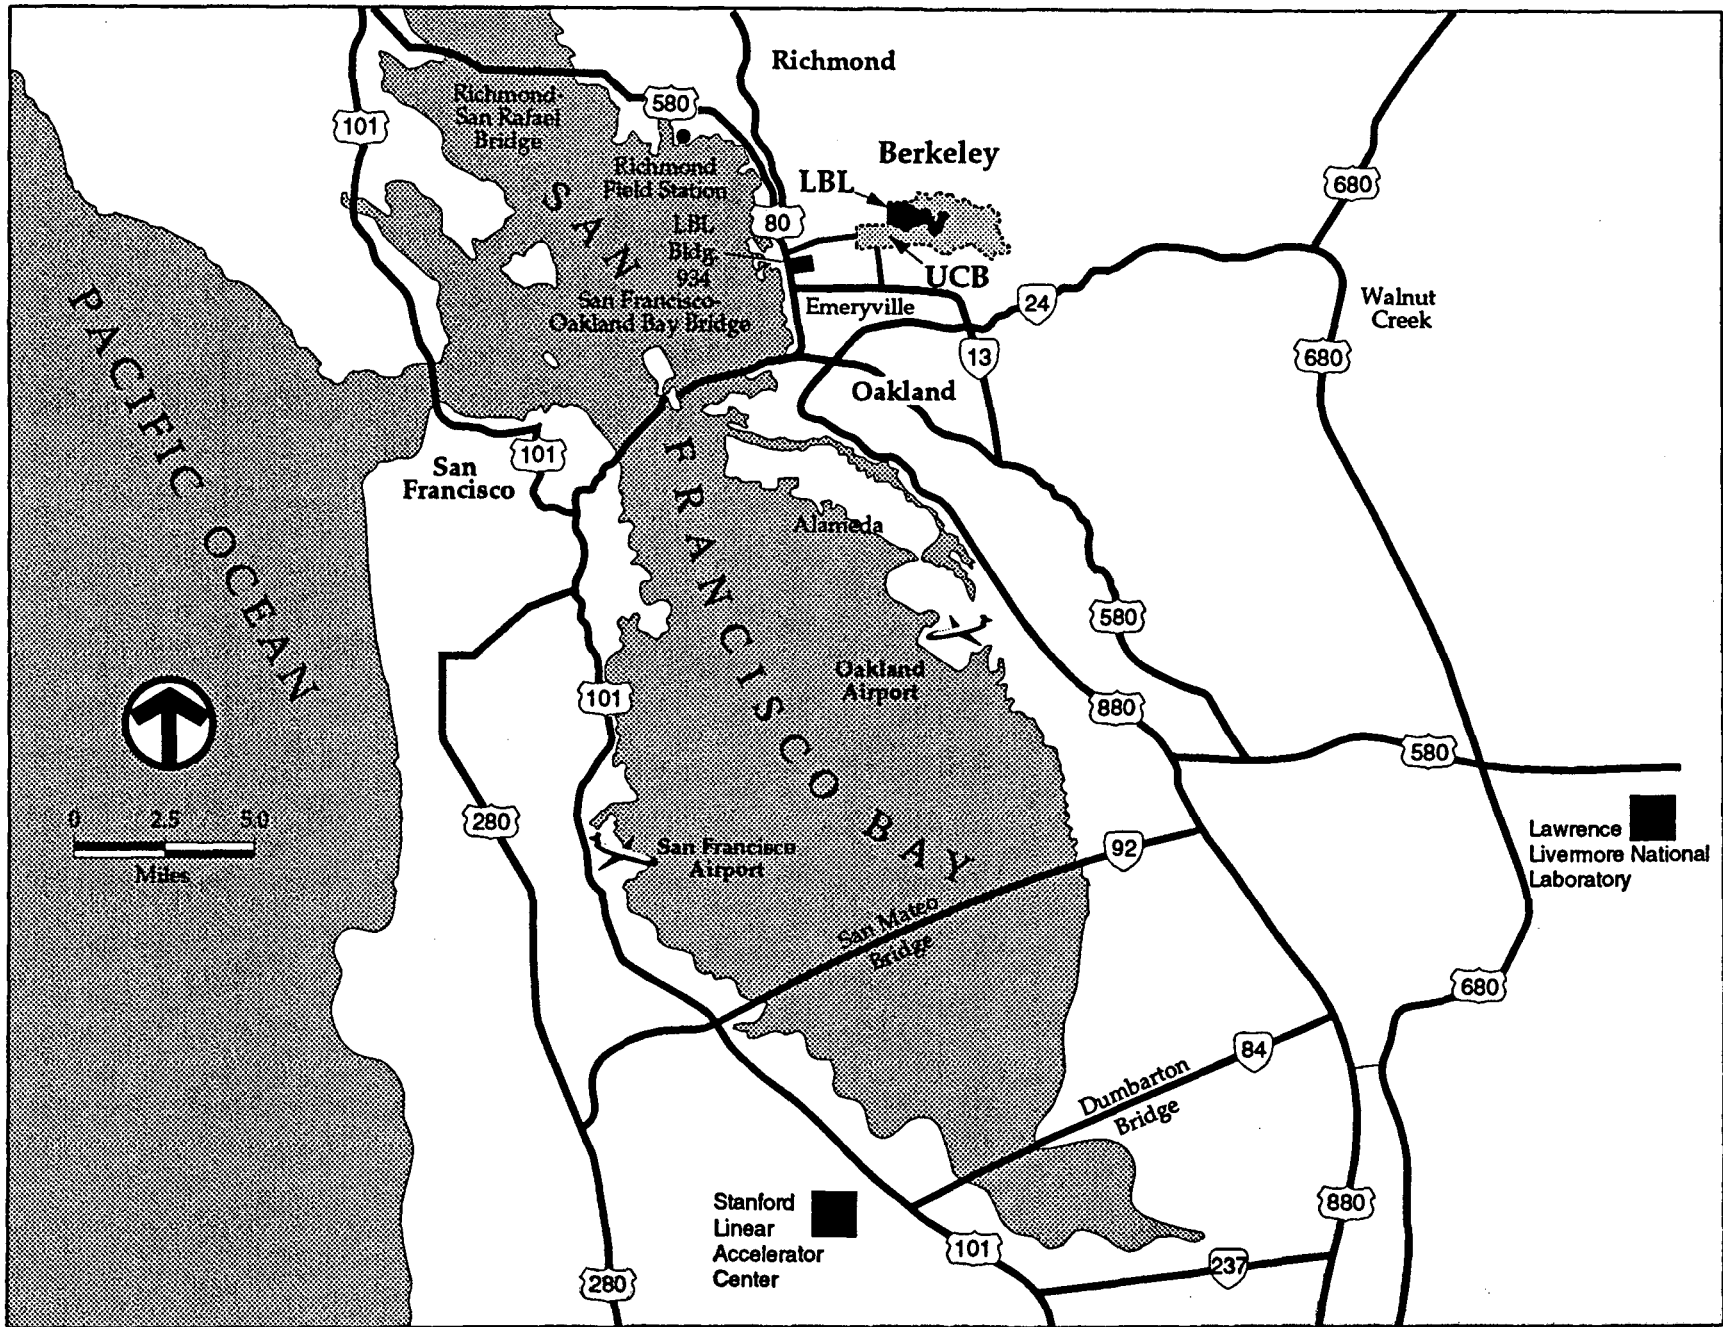 Richmond
580
Richmond-
San Rafael
Bridge
101
Berkeley
Richmond
Field Station
LBL
680
80
LBL
Bldg.
934
UCB
San Francisco-
Oakland Bay Bridge
Emeryville
24
Walnut
Creek
13
680
Oakland
PACIFIC OCEAN
SAN FRANCISCO BAY
101
San
Francisco
Alameda
580
Oakland
Airport
101
880
580
0 2.5 5.0
Miles
280
San Francisco
Airport
92
Lawrence
Livermore National
Laboratory
San Mateo
Bridge
680
84
Dumbarton
Bridge
Stanford
Linear
Accelerator
Center
880
101
237
280